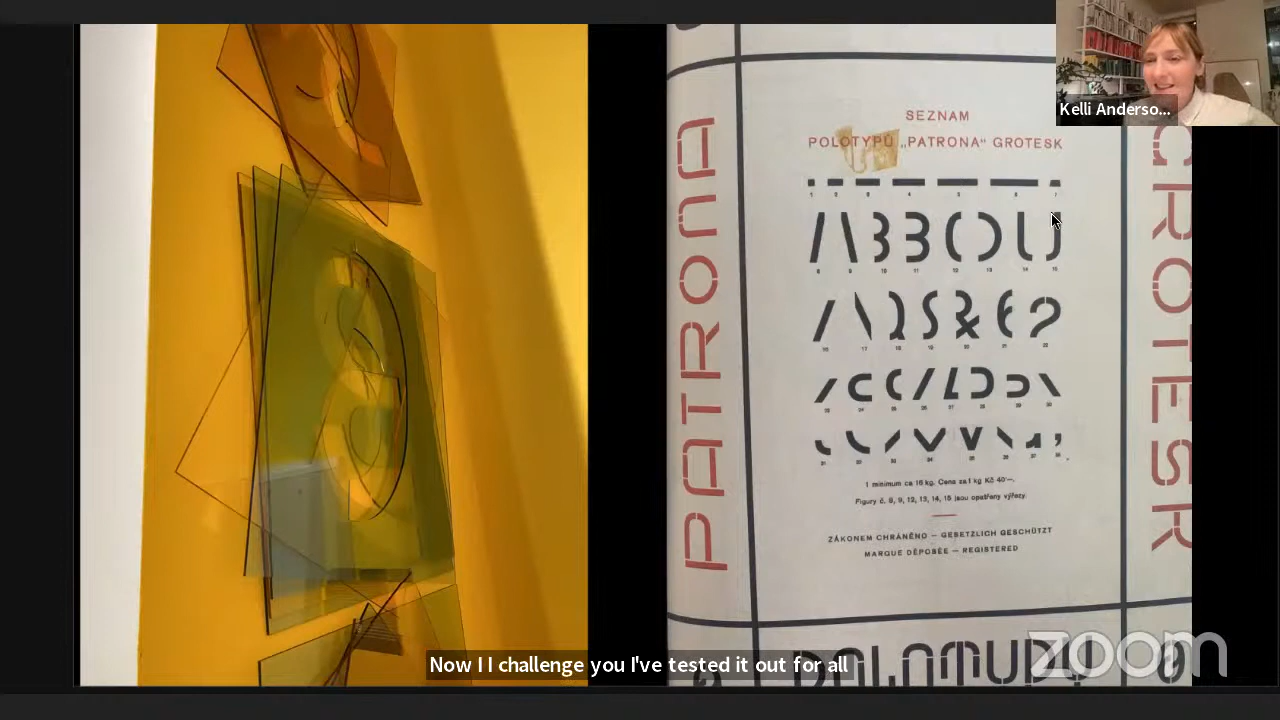 Kelli Anderso...
SEZNAM
POLOTYPŮ „PATRONA“ GROTESK
PATRONA
GROTESK
1 minimum ca 16 kg. Cena za 1 kg Kč 40·—.
Figury č. 8, 9, 12, 13, 14, 15 jsou opatřeny výřezy.
ZÁKONEM CHRÁNĚNO — GESETZLICH GESCHÜTZT
MARQUE DÉPOSÉE — REGISTERED
POLOTYPY
Now I I challenge you I've tested it out for all
zoom